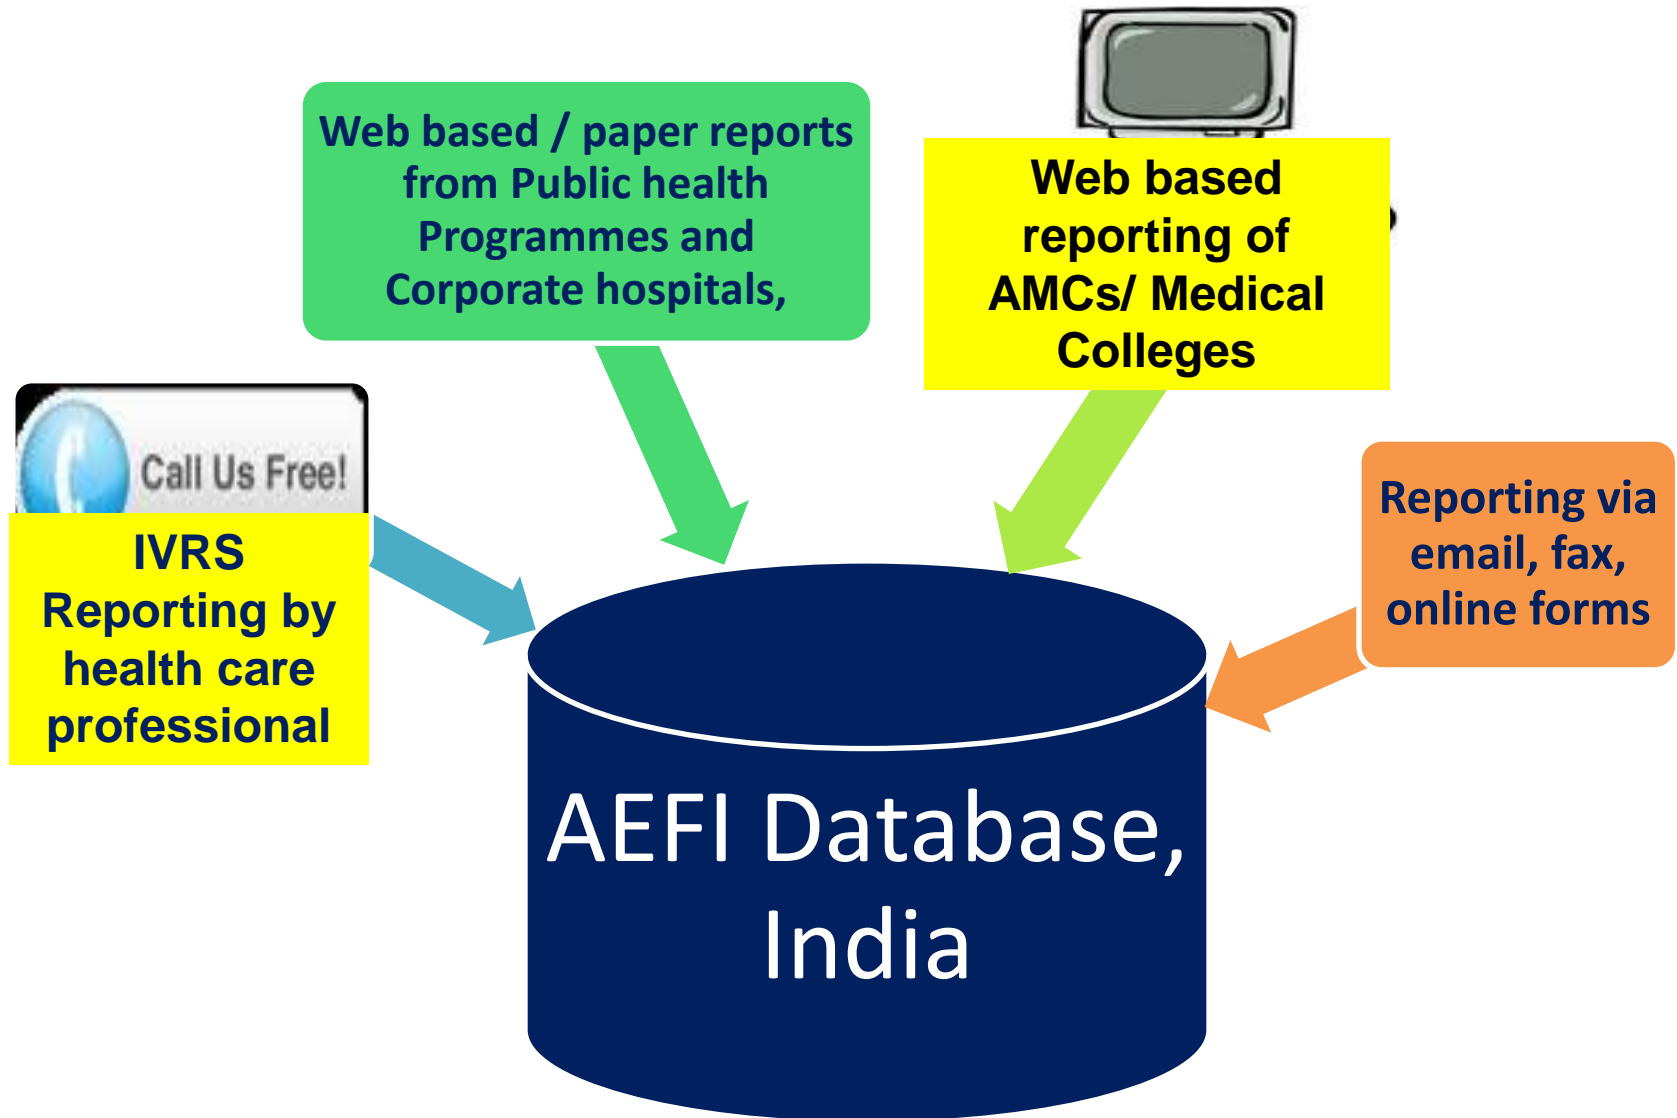 Web based / paper reports
from Public health
Programmes and
Corporate hospitals,
Web based
reporting of
AMCs/ Medical
Colleges
Call Us Free!
IVRS
Reporting by
health care
professional
Reporting via
email, fax,
online forms
AEFI Database,
India